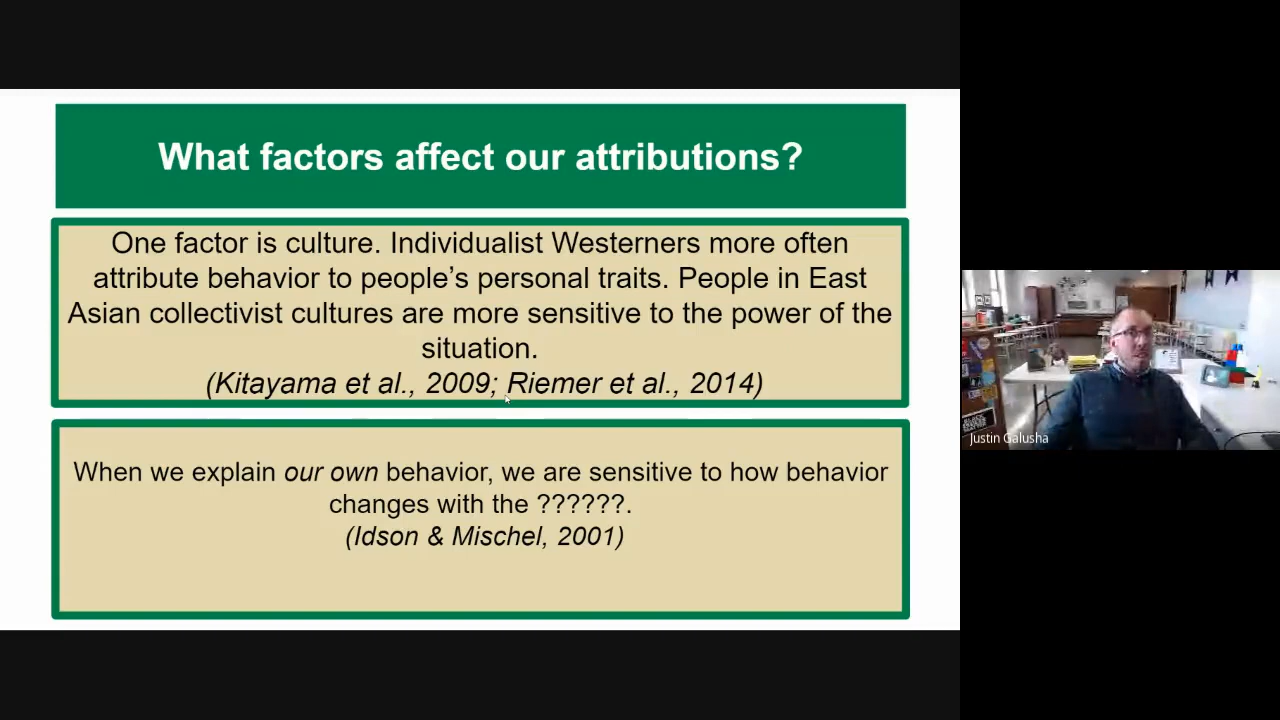 What factors affect our attributions?
One factor is culture. Individualist Westerners more often
attribute behavior to people’s personal traits. People in East
Asian collectivist cultures are more sensitive to the power of the
situation.
(Kitayama et al., 2009; Riemer et al., 2014)
When we explain our own behavior, we are sensitive to how behavior
changes with the ??????.
(Idson & Mischel, 2001)
Justin Galusha